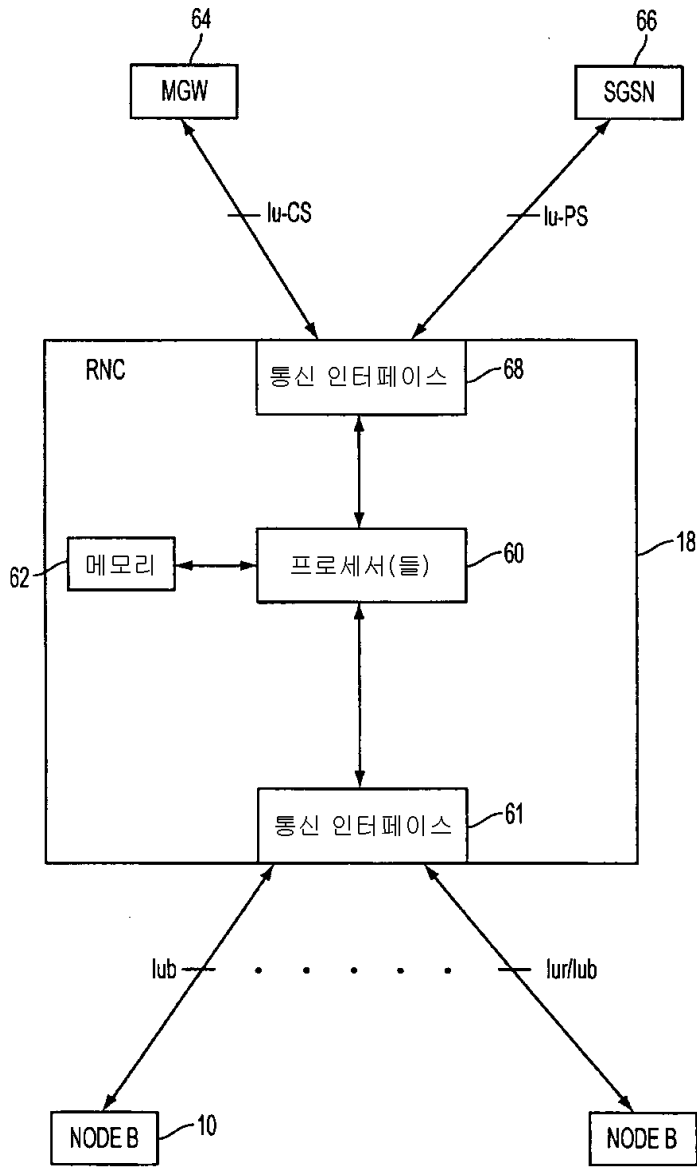 64
66
MGW
SGSN
Iu-CS
Iu-PS
RNC
통신 인터페이스
68
18
62
메모리
프로세서(들)
60
통신 인터페이스
61
Iub
Iur/Iub
NODE B
10
NODE B